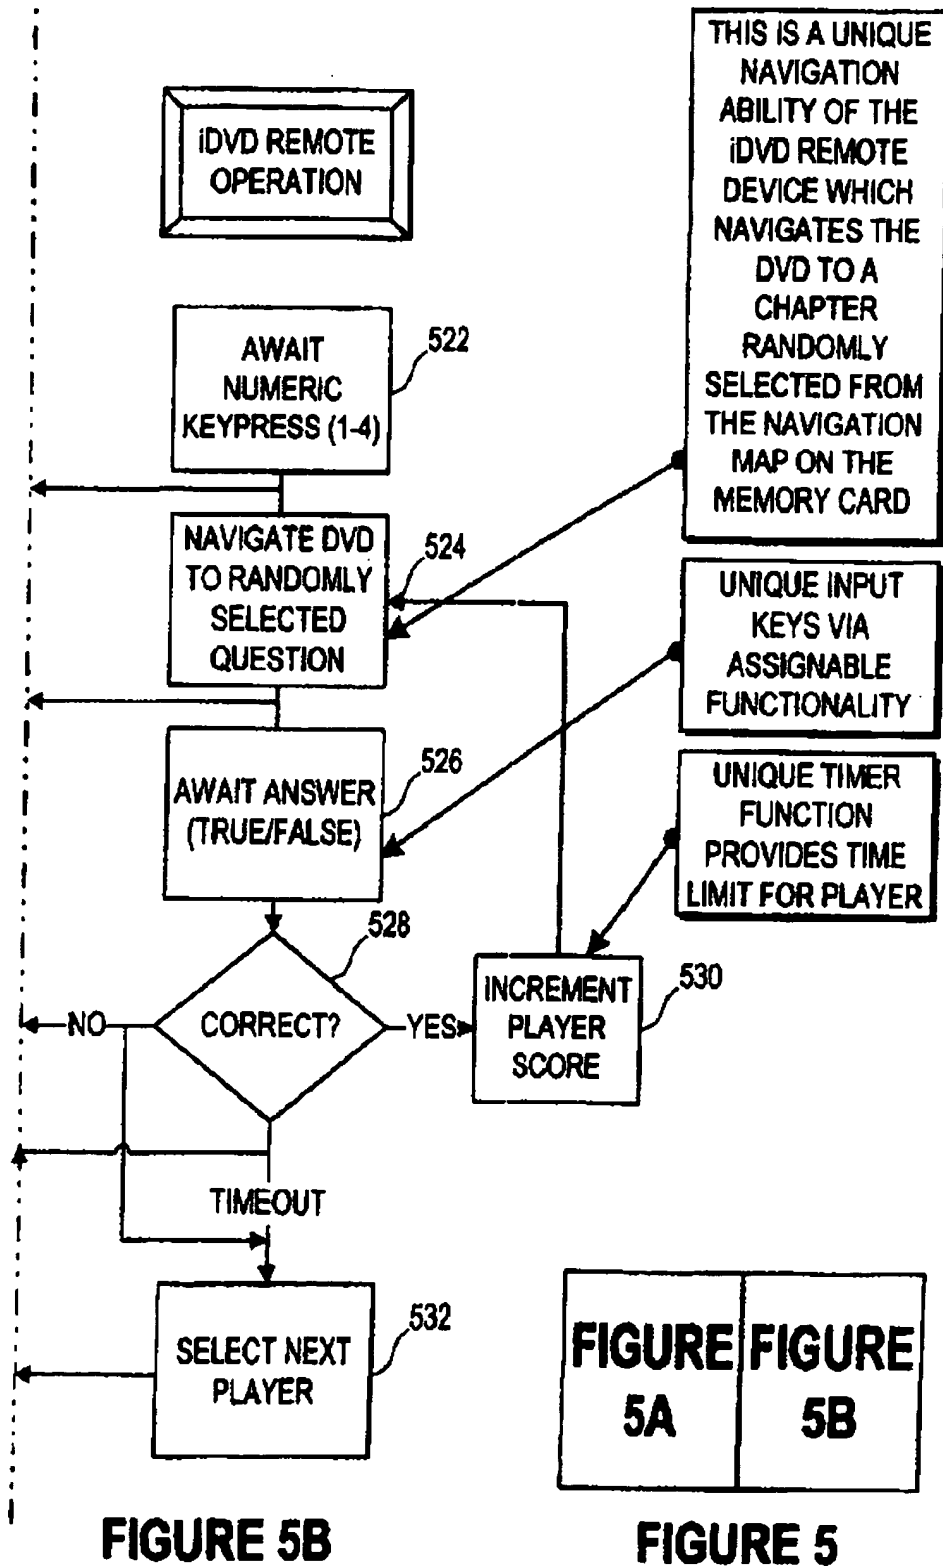 iDVD REMOTE
OPERATION
AWAIT
NUMERIC
KEYPRESS (1-4)
522
NAVIGATE DVD
TO RANDOMLY
SELECTED
QUESTION
524
AWAIT ANSWER
(TRUE/FALSE)
526
528
CORRECT?
NO
YES
INCREMENT
PLAYER
SCORE
530
TIMEOUT
SELECT NEXT
PLAYER
532
THIS IS A UNIQUE
NAVIGATION
ABILITY OF THE
iDVD REMOTE
DEVICE WHICH
NAVIGATES THE
DVD TO A
CHAPTER
RANDOMLY
SELECTED FROM
THE NAVIGATION
MAP ON THE
MEMORY CARD
UNIQUE INPUT
KEYS VIA
ASSIGNABLE
FUNCTIONALITY
UNIQUE TIMER
FUNCTION
PROVIDES TIME
LIMIT FOR PLAYER
FIGURE
5A
FIGURE
5B
FIGURE 5B
FIGURE 5